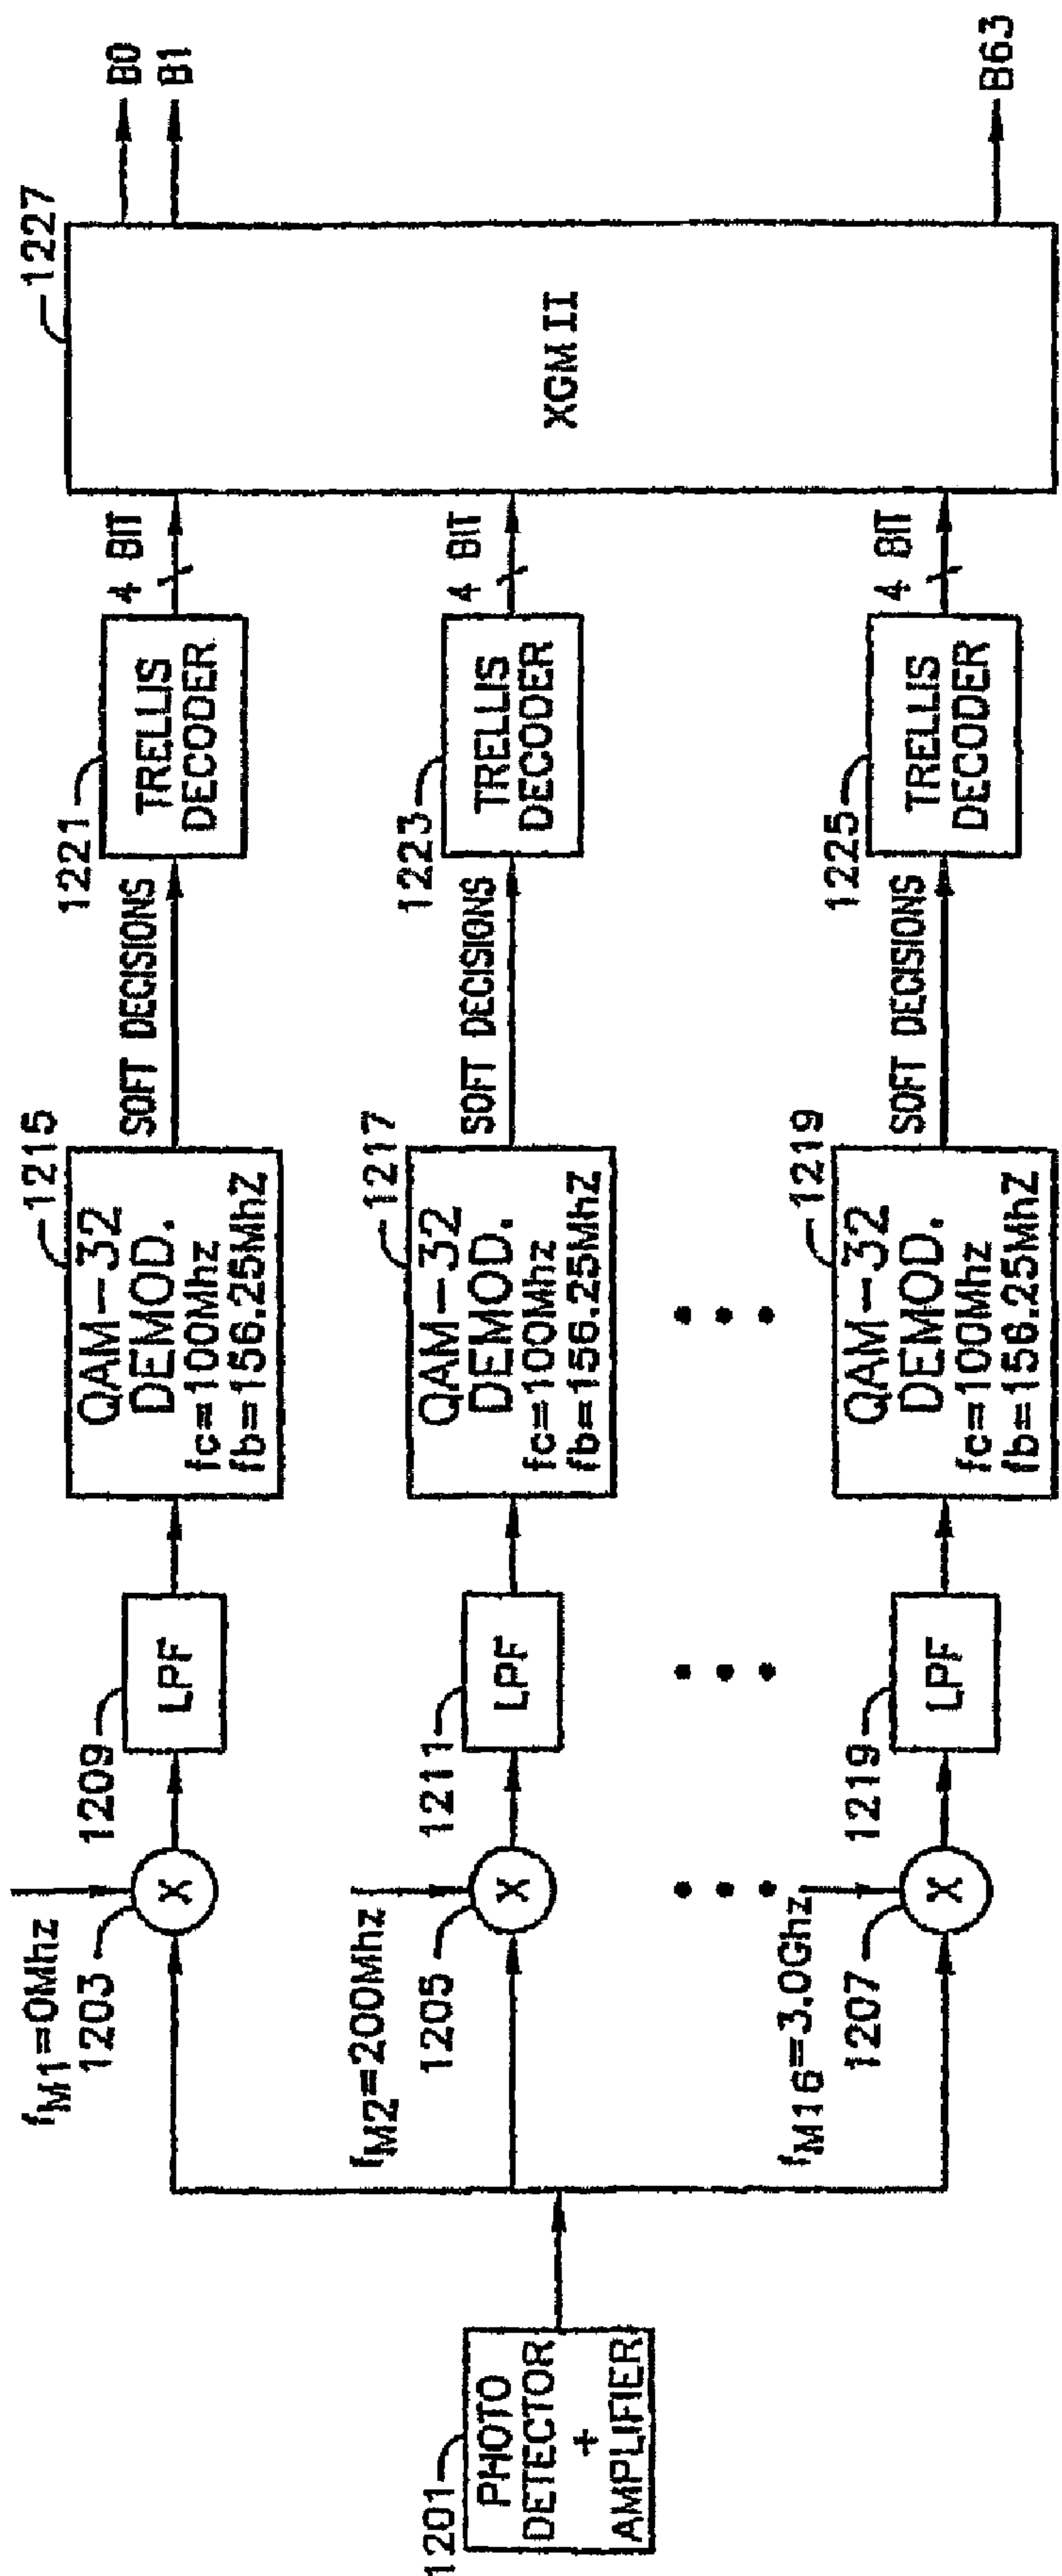 1201
PHOTO
DETECTOR
+
AMPLIFIER
fM1=0Mhz
1203
X
1209
LPF
1215
QAM-32
DEMOD.
fc=100Mhz
fb=156.25MhZ
SOFT DECISIONS
1221
TRELLIS
DECODER
4 BIT
fM2=200Mhz
1205
X
1211
LPF
1217
QAM-32
DEMOD.
fc=100Mhz
fb=156.25MhZ
SOFT DECISIONS
1223
TRELLIS
DECODER
4 BIT
fM16=3.0Ghz
1207
X
1219
LPF
1219
QAM-32
DEMOD.
fc=100Mhz
fb=156.25MhZ
SOFT DECISIONS
1225
TRELLIS
DECODER
4 BIT
1227
XGMII
B0
B1
B63